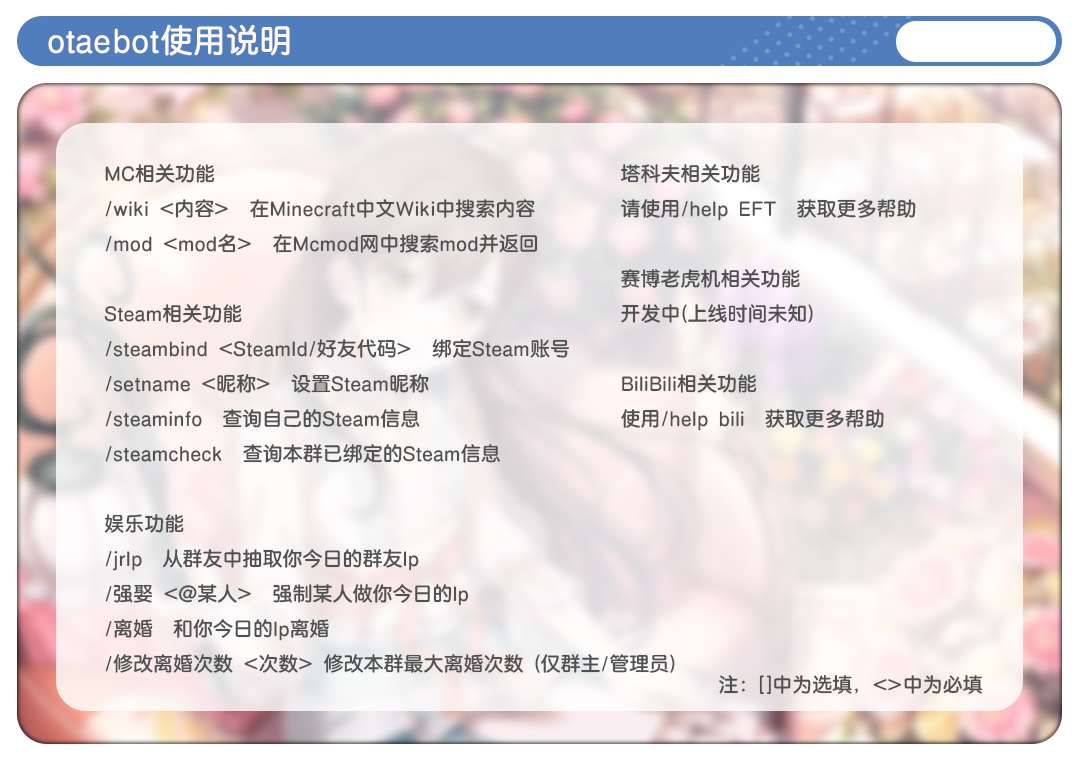 otaebot使用说明
MC相关功能
/wiki <内容> 在Minecraft中文Wiki中搜索内容
/mod <mod名> 在Mcmod网中搜索mod并返回
Steam相关功能
/steambind <SteamId/好友代码> 绑定Steam账号
/setname <昵称> 设置Steam昵称
/steaminfo 查询自己的Steam信息
/steamcheck 查询本群已绑定的Steam信息
娱乐功能
/jrlp 从群友中抽取你今日的群友lp
/强娶 <@某人> 强制某人做你今日的lp
/离婚 和你今日的lp离婚
/修改离婚次数 <次数> 修改本群最大离婚次数 (仅群主/管理员)
塔科夫相关功能
请使用/help EFT 获取更多帮助
赛博老虎机相关功能
开发中(上线时间未知)
BiliBili相关功能
使用/help bili 获取更多帮助
注：[]中为选填，<>中为必填